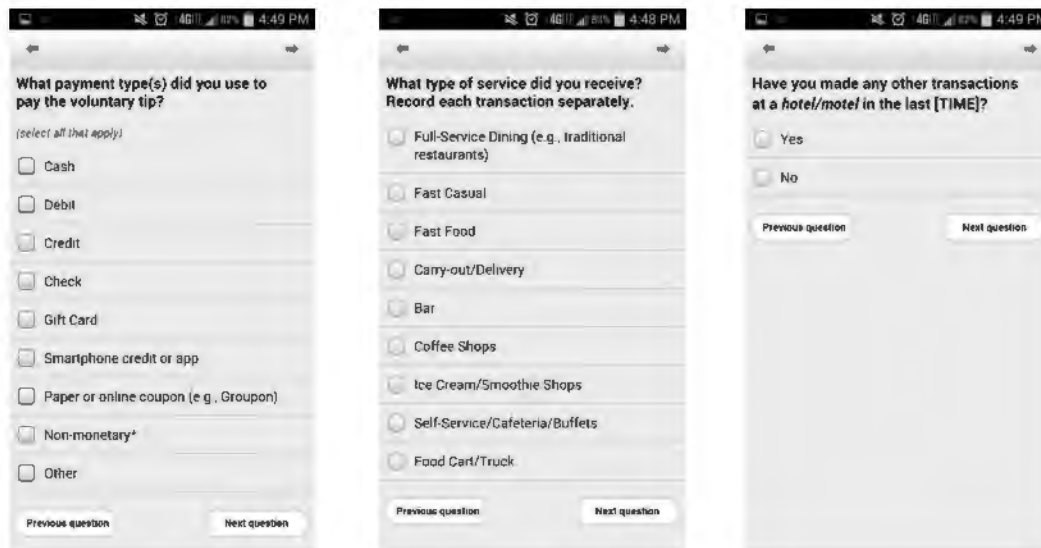 4G 82% 4:49 PM
What payment type(s) did you use to
pay the voluntary tip?
(select all that apply)
Cash
Debit
Credit
Check
Gift Card
Smartphone credit or app
Paper or online coupon (e.g., Groupon)
Non-monetary*
Other
Previous question Next question
4G 4:48 PM
What type of service did you receive?
Record each transaction separately.
Full-Service Dining (e.g., traditional
restaurants)
Fast Casual
Fast Food
Carry-out/Delivery
Bar
Coffee Shops
Ice Cream/Smoothie Shops
Self-Service/Cafeteria/Buffets
Food Cart/Truck
Previous question Next question
4G 82% 4:49 PM
Have you made any other transactions
at a hotel/motel in the last [TIME]?
Yes
No
Previous question Next question